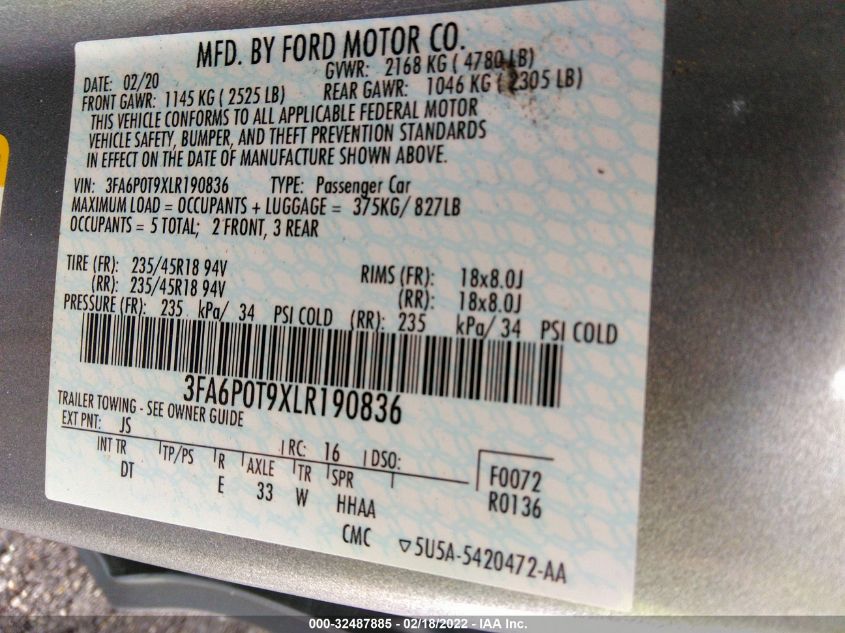 MFD. BY FORD MOTOR CO.
DATE: 02/20 GVWR: 2168 KG ( 4780 LB)
FRONT GAWR: 1145 KG ( 2525 LB) REAR GAWR: 1046 KG ( 2305 LB)
THIS VEHICLE CONFORMS TO ALL APPLICABLE FEDERAL MOTOR
VEHICLE SAFETY, BUMPER, AND THEFT PREVENTION STANDARDS
IN EFFECT ON THE DATE OF MANUFACTURE SHOWN ABOVE.
VIN: 3FA6P0T9XLR190836 TYPE: Passenger Car
MAXIMUM LOAD = OCCUPANTS + LUGGAGE = 375KG/ 827LB
OCCUPANTS = 5 TOTAL; 2 FRONT, 3 REAR
TIRE (FR): 235/45R18 94V RIMS (FR): 18x8.0J
(RR): 235/45R18 94V (RR): 18x8.0J
PRESSURE (FR): 235 kPa/ 34 PSI COLD (RR): 235 kPa/ 34 PSI COLD
3FA6P0T9XLR190836
TRAILER TOWING - SEE OWNER GUIDE
EXT PNT: JS RC: 16 DSO:
INT TR TP/PS R AXLE TR SPR F0072
DT E 33 W HHAA R0136
CMC ▽5U5A-5420472-AA
000-32487885 - 02/18/2022 - IAA Inc.